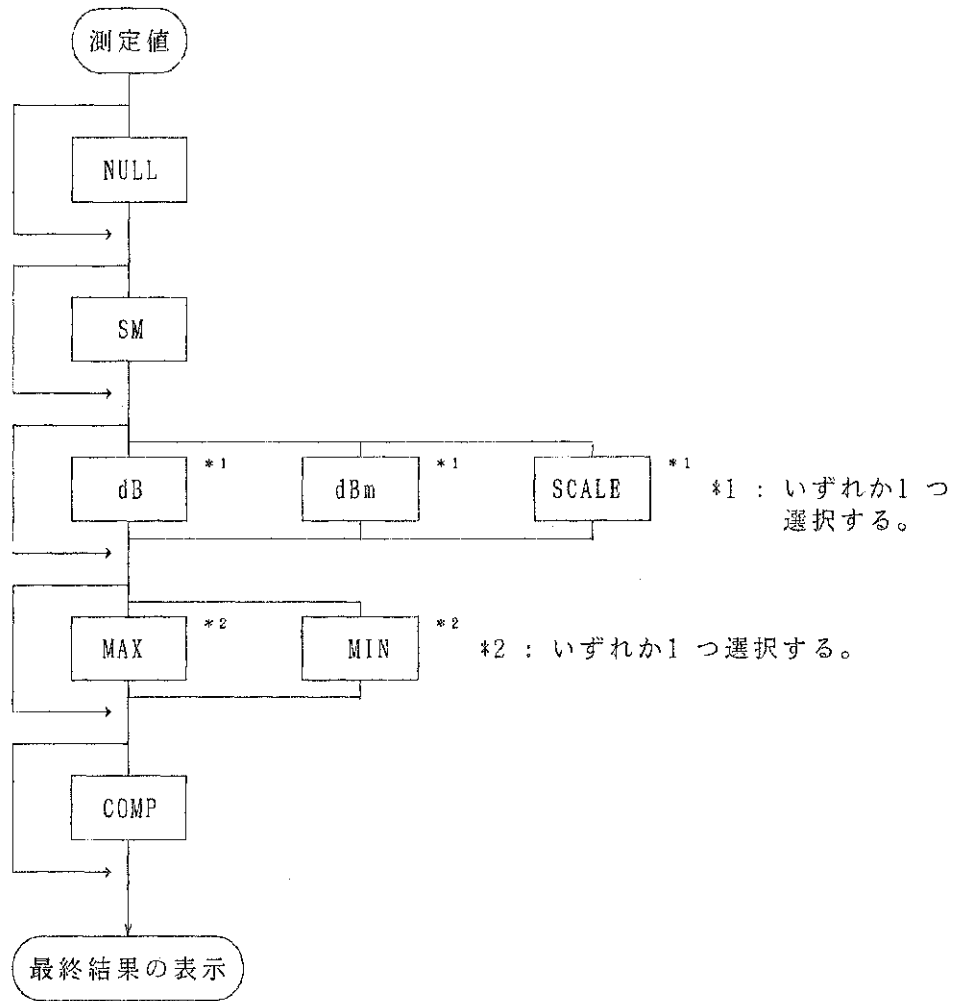 測定値
NULL
SM
dB *1 dBm *1 SCALE *1
*1 : いずれか1 つ
選択する。
MAX *2 MIN *2 *2 : いずれか1 つ選択する。
COMP
最終結果の表示